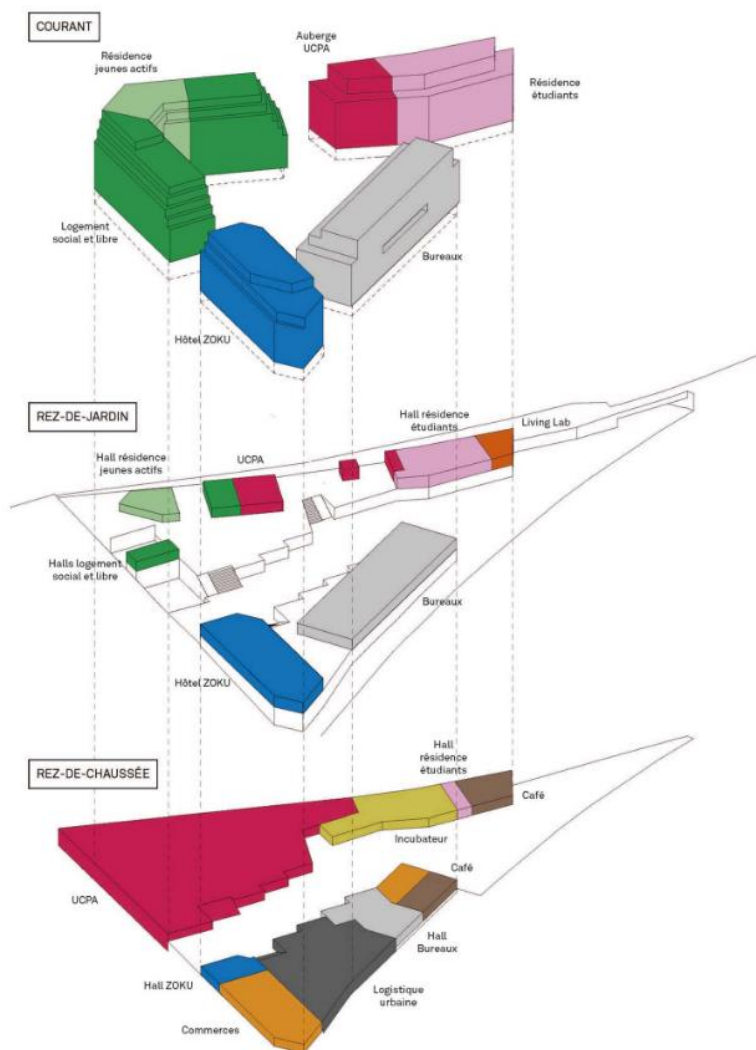 COURANT
Résidence
jeunes actifs
Auberge
UCPA
Résidence
étudiants
Logement
social et libre
Bureaux
Hôtel ZOKU
REZ-DE-JARDIN
Hall résidence
étudiants
Living Lab
Hall résidence
jeunes actifs
UCPA
Halls logement
social et libre
Bureaux
Hôtel ZOKU
REZ-DE-CHAUSSÉE
Hall
résidence
étudiants
Café
Incubateur
Café
UCPA
Hall
Bureaux
Hall ZOKU
Logistique
urbaine
Commerces